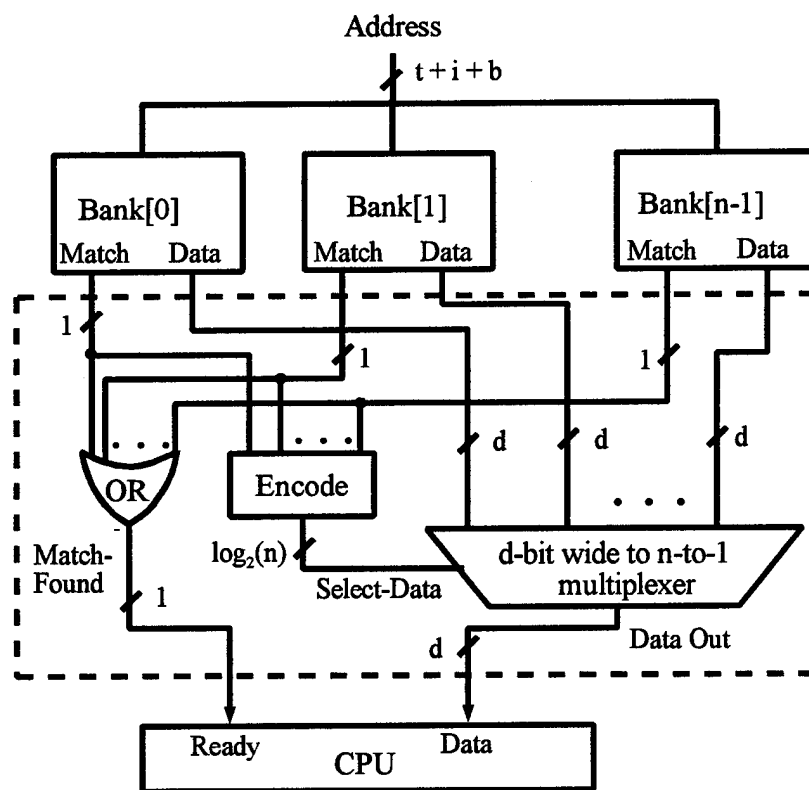 Address
t + i + b
Bank[0]
Match Data
Bank[1]
Match Data
Bank[n-1]
Match Data
1
1
1
. . . .
. . .
d
d
d
. . .
OR
Encode
Match-
Found
log₂(n)
Select-Data
d-bit wide to n-to-1
multiplexer
1
d
Data Out
Ready Data
CPU